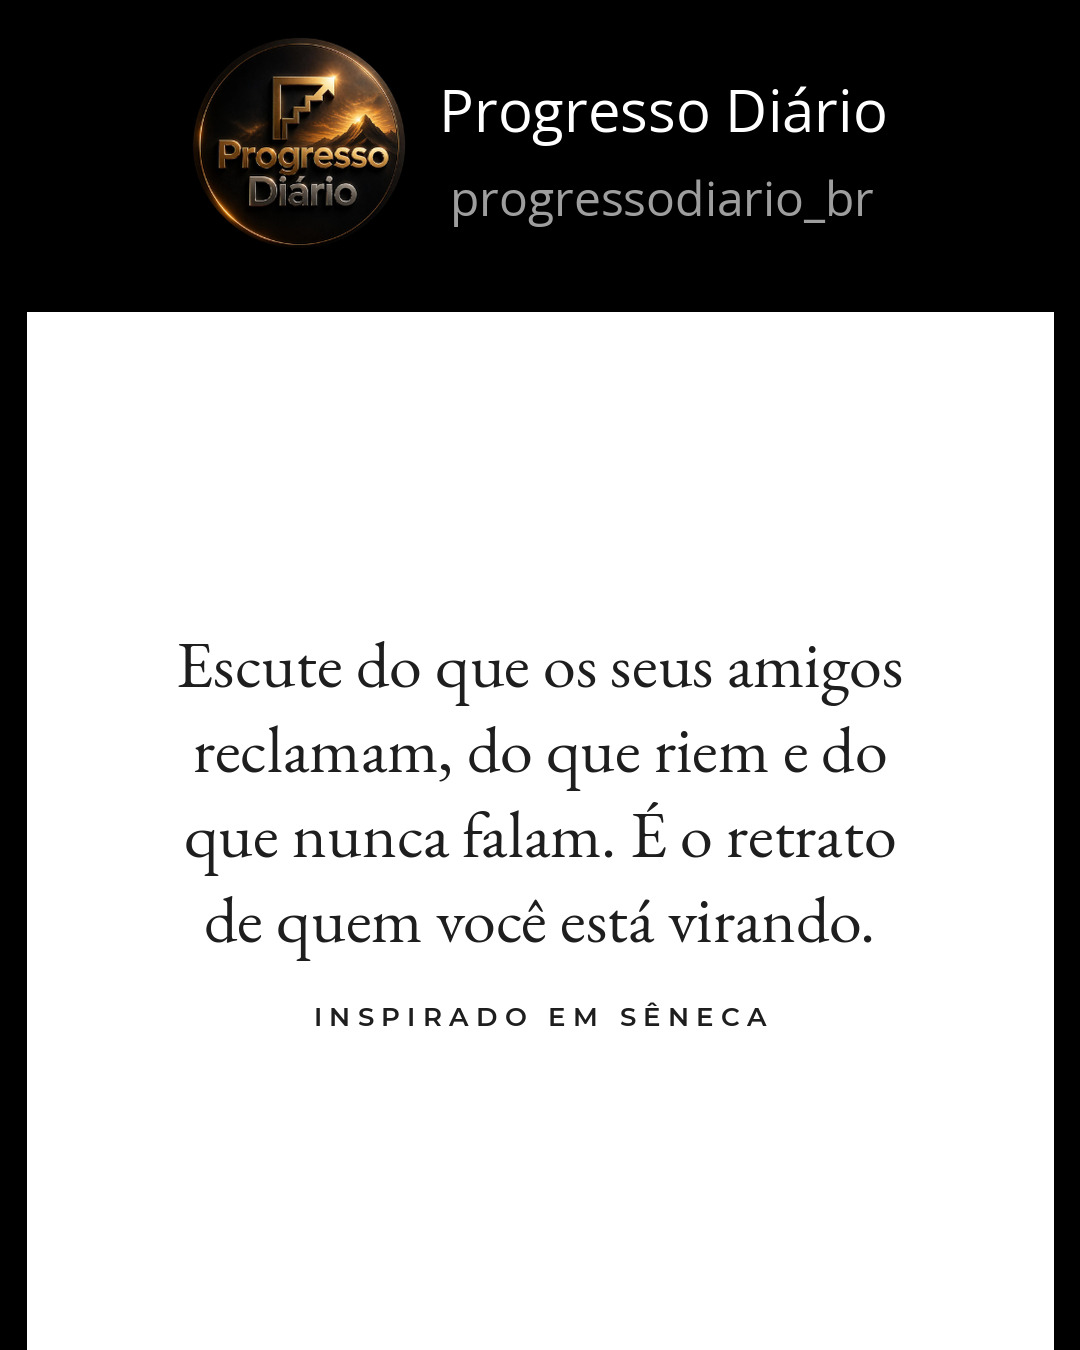 Progresso
Diário
Progresso Diário
progressodiario_br
Escute do que os seus amigos
reclamam, do que riem e do
que nunca falam. É o retrato
de quem você está virando.
INSPIRADO EM SÊNECA